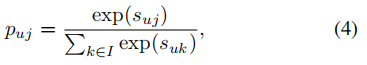 p_{uj} = \frac{\exp(s_{uj})}{\sum_{k \in I} \exp(s_{uk})}, (4)